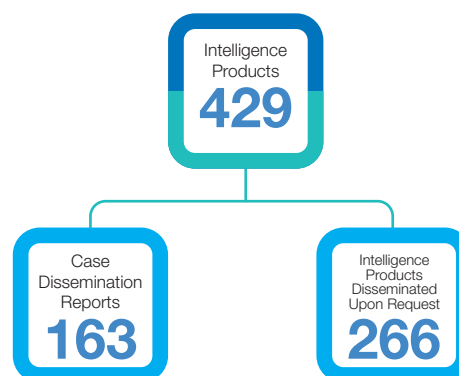 Intelligence
Products
429
Case
Dissemination
Reports
163
Intelligence
Products
Disseminated
Upon Request
266